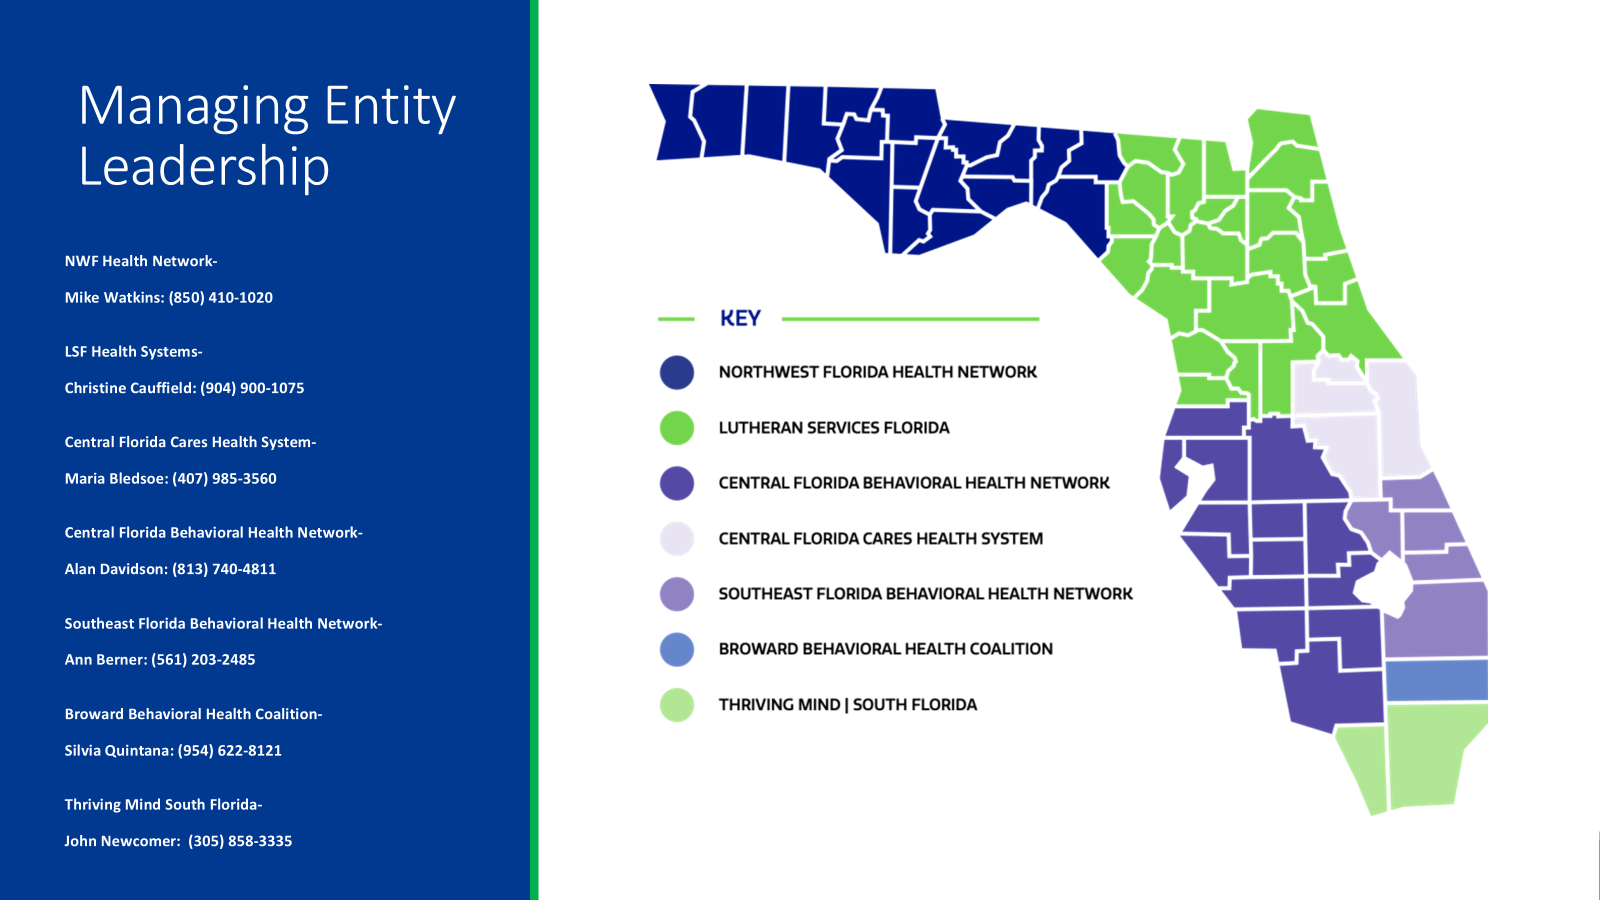 Managing Entity
Leadership
NWF Health Network-
Mike Watkins: (850) 410-1020
LSF Health Systems-
Christine Cauffield: (904) 900-1075
Central Florida Cares Health System-
Maria Bledsoe: (407) 985-3560
Central Florida Behavioral Health Network-
Alan Davidson: (813) 740-4811
Southeast Florida Behavioral Health Network-
Ann Berner: (561) 203-2485
Broward Behavioral Health Coalition-
Silvia Quintana: (954) 622-8121
Thriving Mind South Florida-
John Newcomer:  (305) 858-3335
KEY
NORTHWEST FLORIDA HEALTH NETWORK
LUTHERAN SERVICES FLORIDA
CENTRAL FLORIDA BEHAVIORAL HEALTH NETWORK
CENTRAL FLORIDA CARES HEALTH SYSTEM
SOUTHEAST FLORIDA BEHAVIORAL HEALTH NETWORK
BROWARD BEHAVIORAL HEALTH COALITION
THRIVING MIND | SOUTH FLORIDA